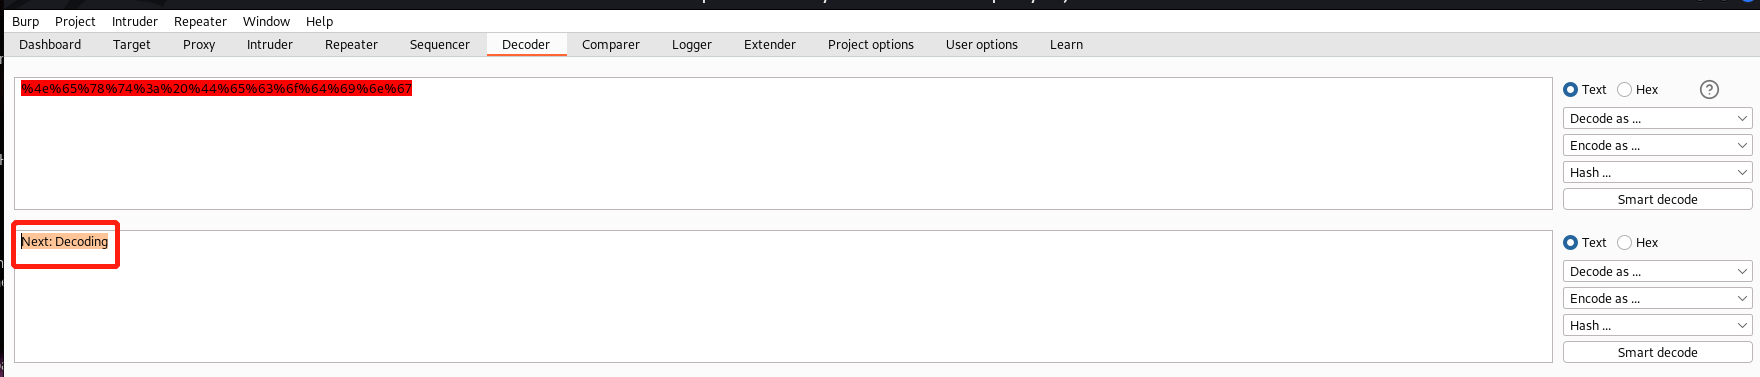 Burp Project Intruder Repeater Window Help
Dashboard Target Proxy Intruder Repeater Sequencer Decoder Comparer Logger Extender Project options User options Learn
%4e%65%78%74%3a%20%44%65%63%6f%64%69%6e%67
Text Hex ?
Decode as ...
Encode as ...
Hash ...
Smart decode
Next: Decoding
Text Hex
Decode as ...
Encode as ...
Hash ...
Smart decode